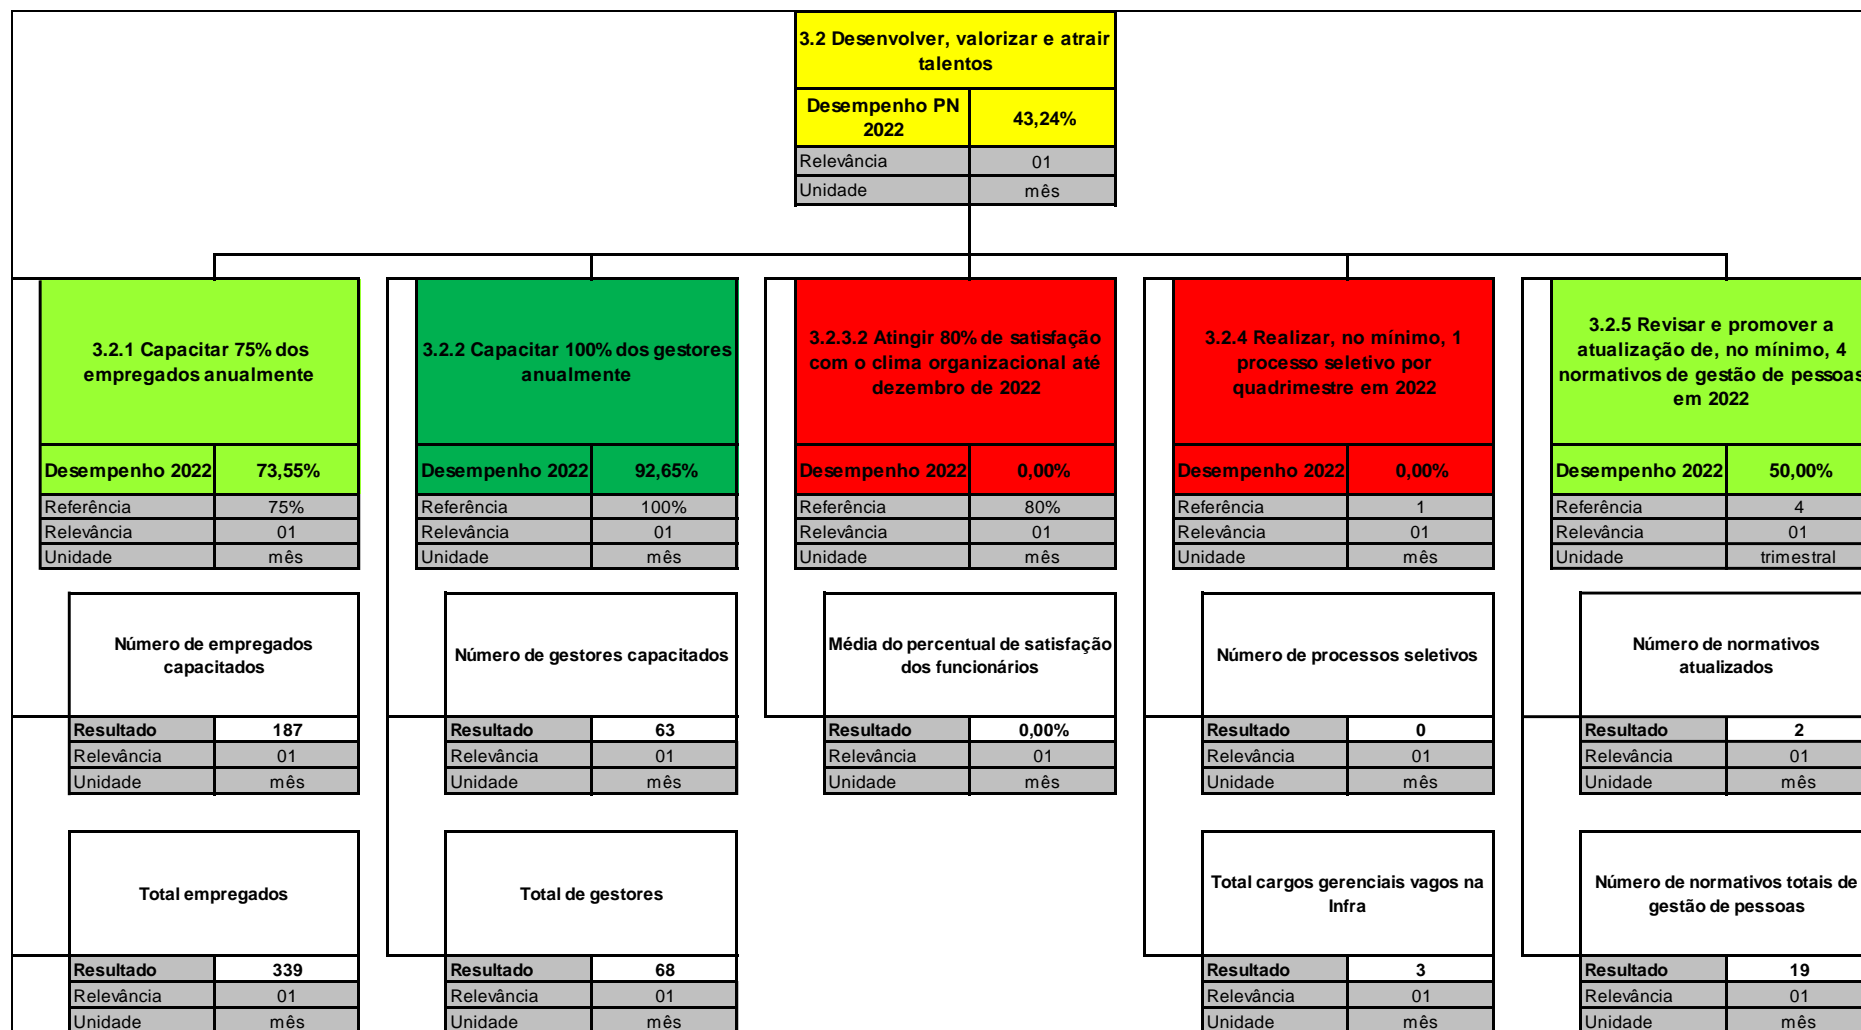 3.2 Desenvolver, valorizar e atrair
talentos
Desempenho PN
2022
43,24%
Relevância 01
Unidade mês
3.2.1 Capacitar 75% dos
empregados anualmente
Desempenho 2022 73,55%
Referência 75%
Relevância 01
Unidade mês
Número de empregados
capacitados
Resultado 187
Relevância 01
Unidade mês
Total empregados
Resultado 339
Relevância 01
Unidade mês
3.2.2 Capacitar 100% dos gestores
anualmente
Desempenho 2022 92,65%
Referência 100%
Relevância 01
Unidade mês
Número de gestores capacitados
Resultado 63
Relevância 01
Unidade mês
Total de gestores
Resultado 68
Relevância 01
Unidade mês
3.2.3.2 Atingir 80% de satisfação
com o clima organizacional até
dezembro de 2022
Desempenho 2022 0,00%
Referência 80%
Relevância 01
Unidade mês
Média do percentual de satisfação
dos funcionários
Resultado 0,00%
Relevância 01
Unidade mês
3.2.4 Realizar, no mínimo, 1
processo seletivo por
quadrimestre em 2022
Desempenho 2022 0,00%
Referência 1
Relevância 01
Unidade mês
Número de processos seletivos
Resultado 0
Relevância 01
Unidade mês
Total cargos gerenciais vagos na
Infra
Resultado 3
Relevância 01
Unidade mês
3.2.5 Revisar e promover a
atualização de, no mínimo, 4
normativos de gestão de pessoas
em 2022
Desempenho 2022 50,00%
Referência 4
Relevância 01
Unidade trimestral
Número de normativos
atualizados
Resultado 2
Relevância 01
Unidade mês
Número de normativos totais de
gestão de pessoas
Resultado 19
Relevância 01
Unidade mês